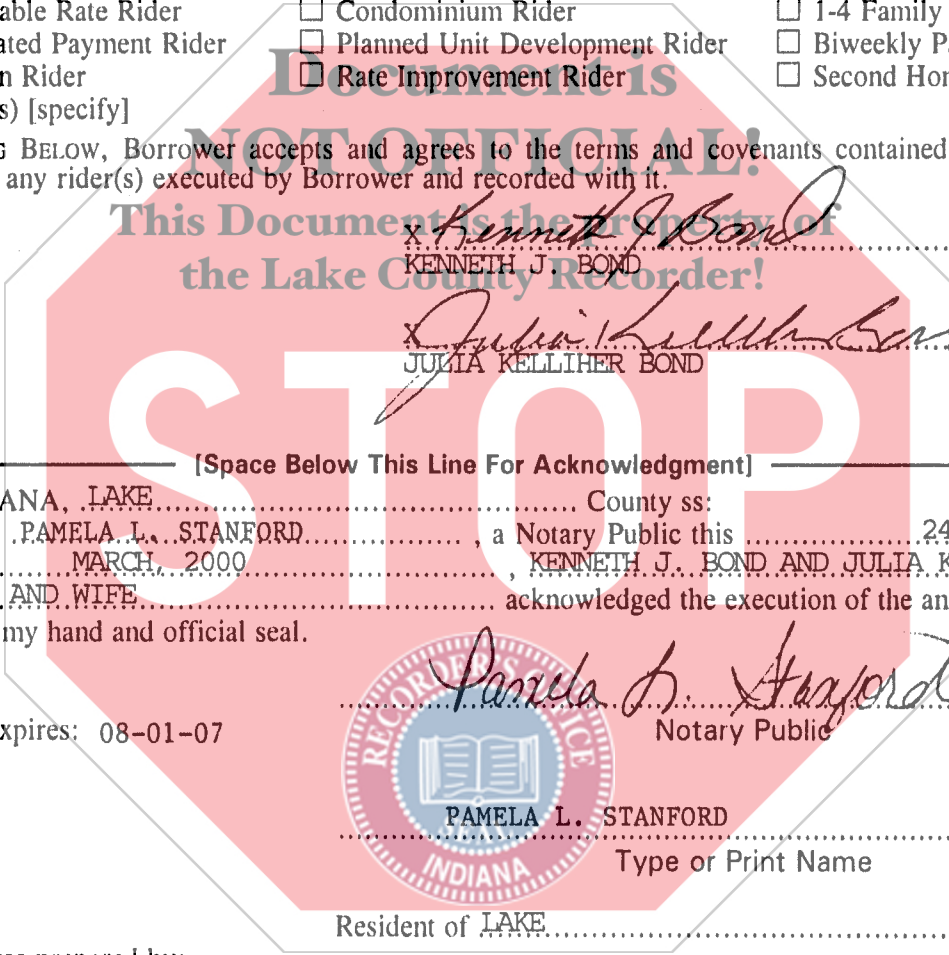 able Rate Rider ☐ Condominium Rider ☐ 1-4 Family
ated Payment Rider ☐ Planned Unit Development Rider ☐ Biweekly P
n Rider ☐ Rate Improvement Rider ☐ Second Hom
s) [specify]
Document is
NOT OFFICIAL!
This Document is the property of
the Lake County Recorder!
STOP
G BELOW, Borrower accepts and agrees to the terms and covenants contained
any rider(s) executed by Borrower and recorded with it.
x Kenneth J Bond
KENNETH J. BOND
x Julia Kelliher Bon
JULIA KELLIHER BOND
[Space Below This Line For Acknowledgment]
ANA, LAKE County ss:
PAMELA L. STANFORD , a Notary Public this 24
MARCH, 2000 , KENNETH J. BOND AND JULIA K
AND WIFE acknowledged the execution of the an
my hand and official seal.
Pamela L. Stanford
xpires: 08-01-07 Notary Public
RECORDER'S OFFICE
SEAL
INDIANA
PAMELA L. STANFORD
Type or Print Name
Resident of LAKE